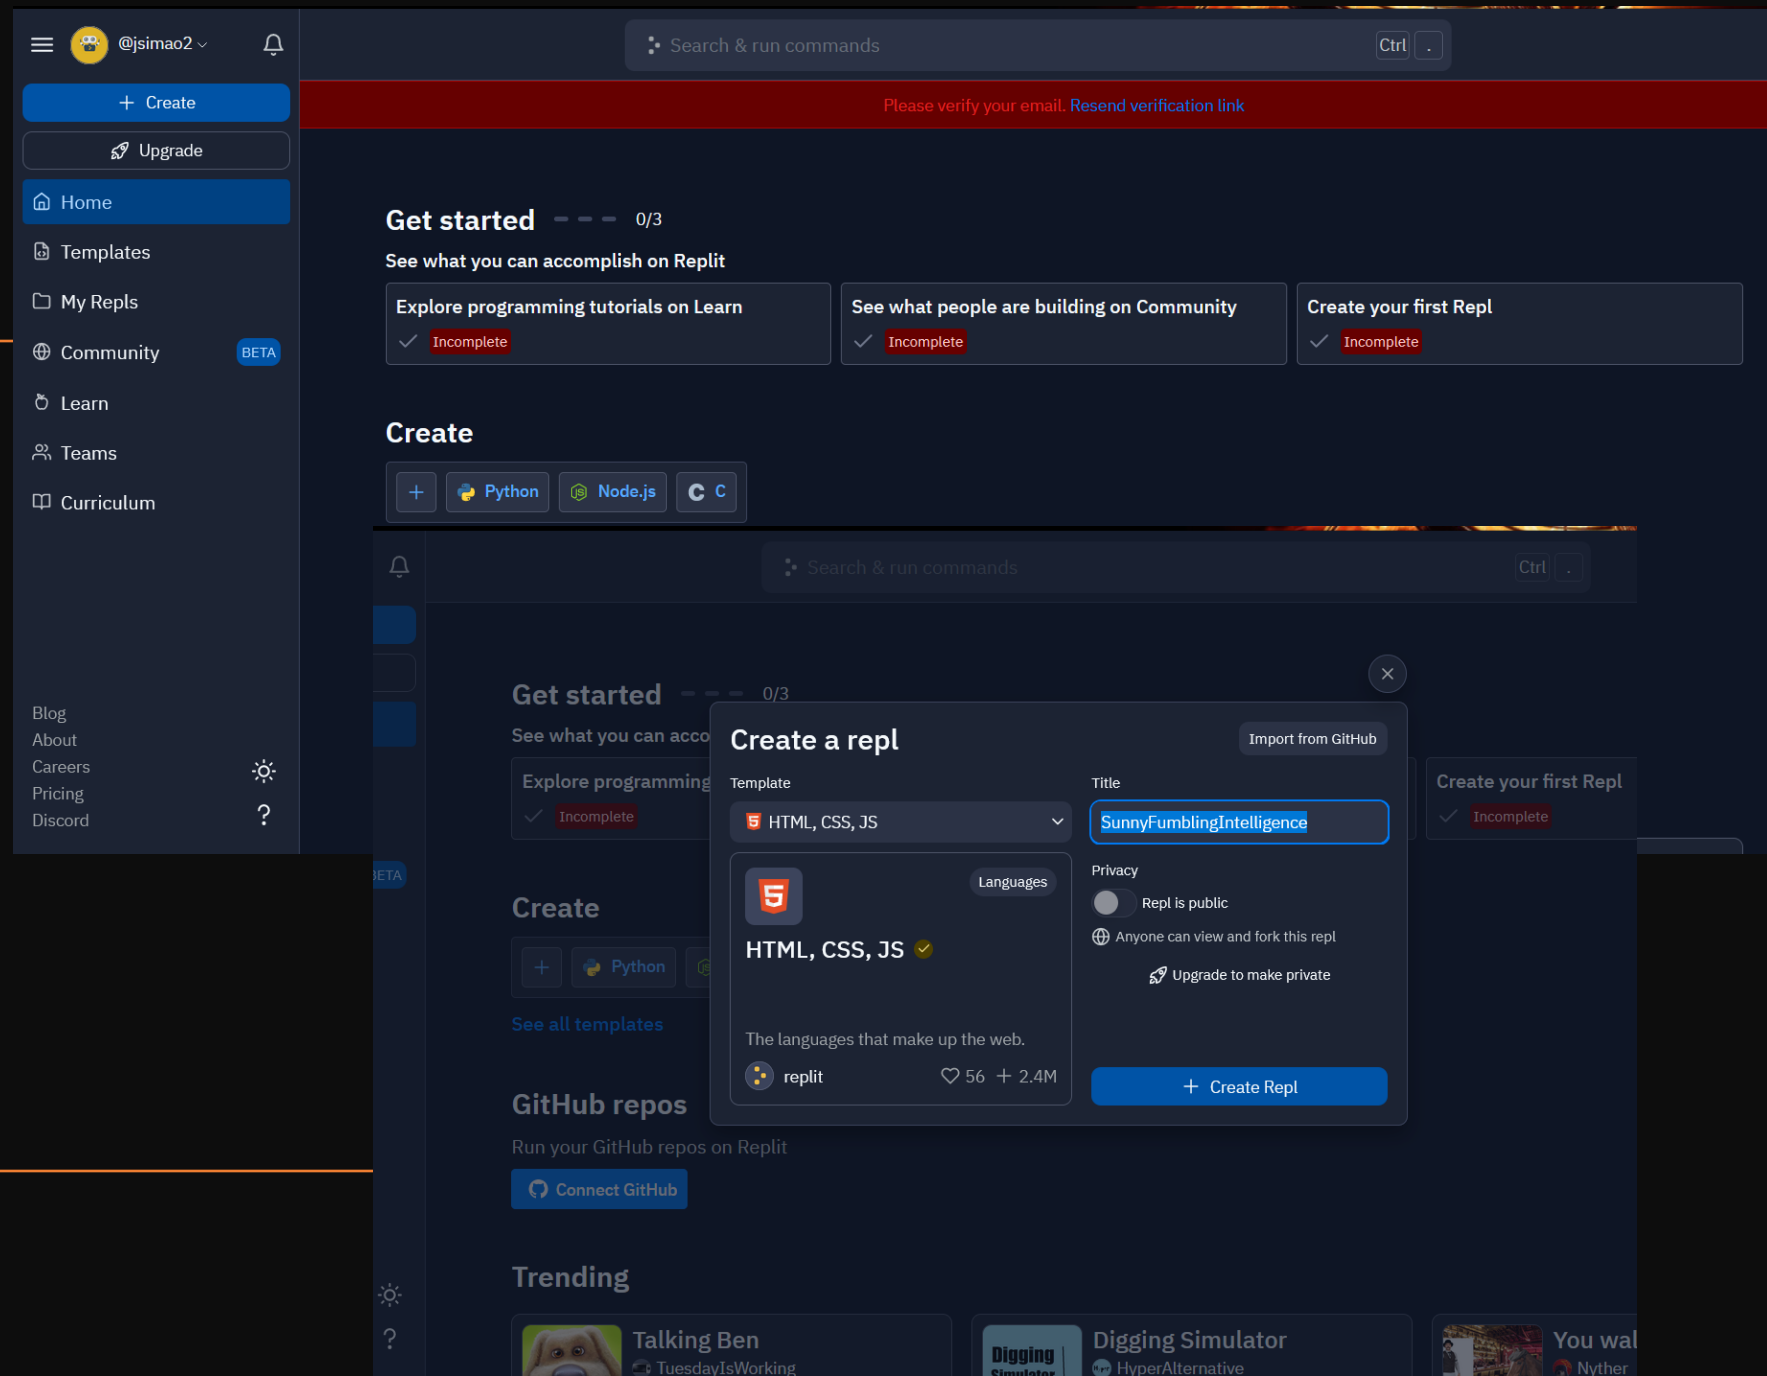 @jsimao2
Search & run commands
Ctrl
.
+ Create
Please verify your email. Resend verification link
Upgrade
Home
Templates
My Repls
Community BETA
Learn
Teams
Curriculum
Blog
About
Careers
Pricing
Discord
?
Get started 0/3
See what you can accomplish on Replit
Explore programming tutorials on Learn
Incomplete
See what people are building on Community
Incomplete
Create your first Repl
Incomplete
Create
+ Python Node.js C C
Search & run commands
Ctrl
.
Get started 0/3
See what you can acco
Explore programming
Incomplete
Create your first Repl
Incomplete
BETA
Create
+ Python
See all templates
GitHub repos
Run your GitHub repos on Replit
Connect GitHub
Create a repl
Import from GitHub
Template
HTML, CSS, JS
Languages
HTML, CSS, JS
The languages that make up the web.
replit 56 + 2.4M
Title
SunnyFumblingIntelligence
Privacy
Repl is public
Anyone can view and fork this repl
Upgrade to make private
+ Create Repl
Trending
Talking Ben
TuesdayIsWorking
Digging
Simulator
Digging Simulator
HyperAlternative
You wal
Nyther
?